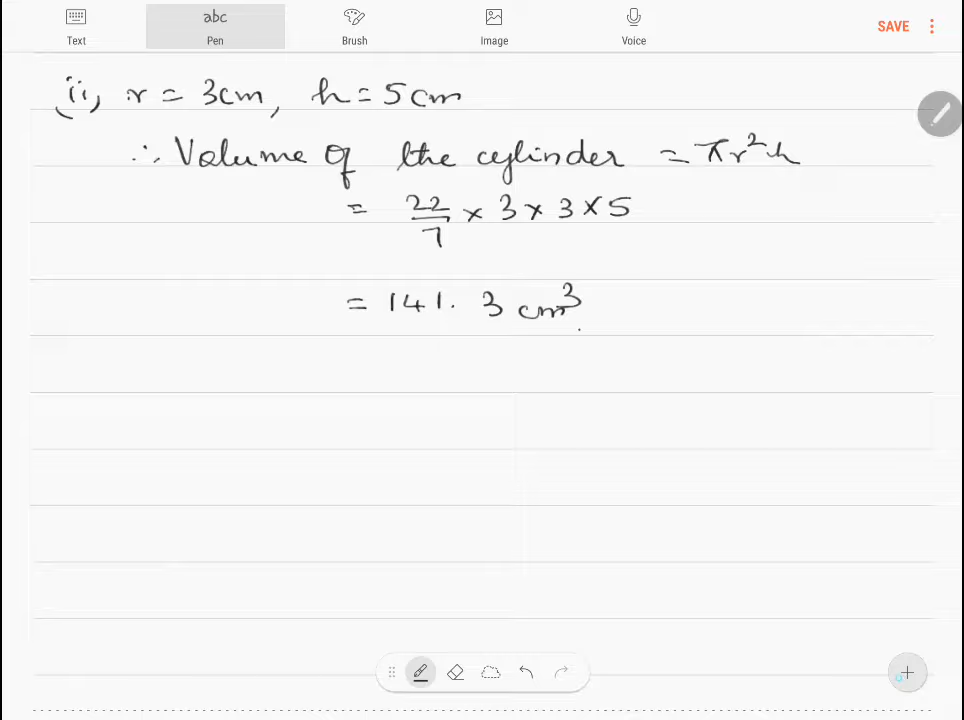 Text abc Pen Brush Image Voice SAVE
(ii) r = 3cm, h = 5cm
∴ Volume of the cylinder = πr²h
= 22/7 × 3 × 3 × 5
= 141. 3 cm³